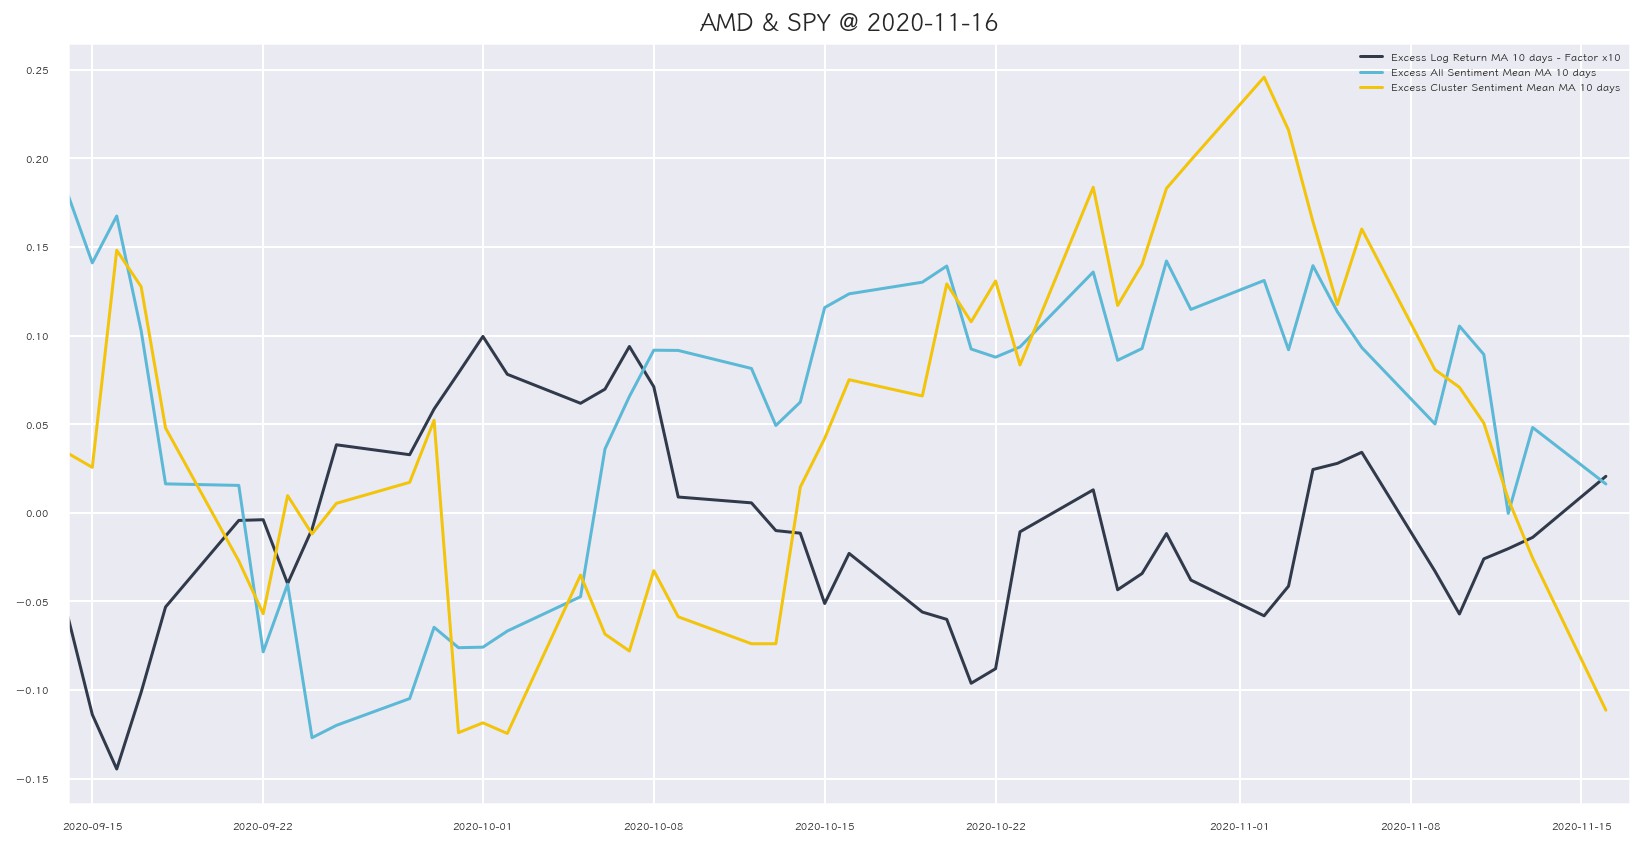 AMD & SPY @ 2020-11-16
Excess Log Return MA 10 days - Factor x10
Excess All Sentiment Mean MA 10 days
Excess Cluster Sentiment Mean MA 10 days
0.25
0.20
0.15
0.10
0.05
0.00
−0.05
−0.10
−0.15
2020-09-15 2020-09-22 2020-10-01 2020-10-08 2020-10-15 2020-10-22 2020-11-01 2020-11-08 2020-11-15